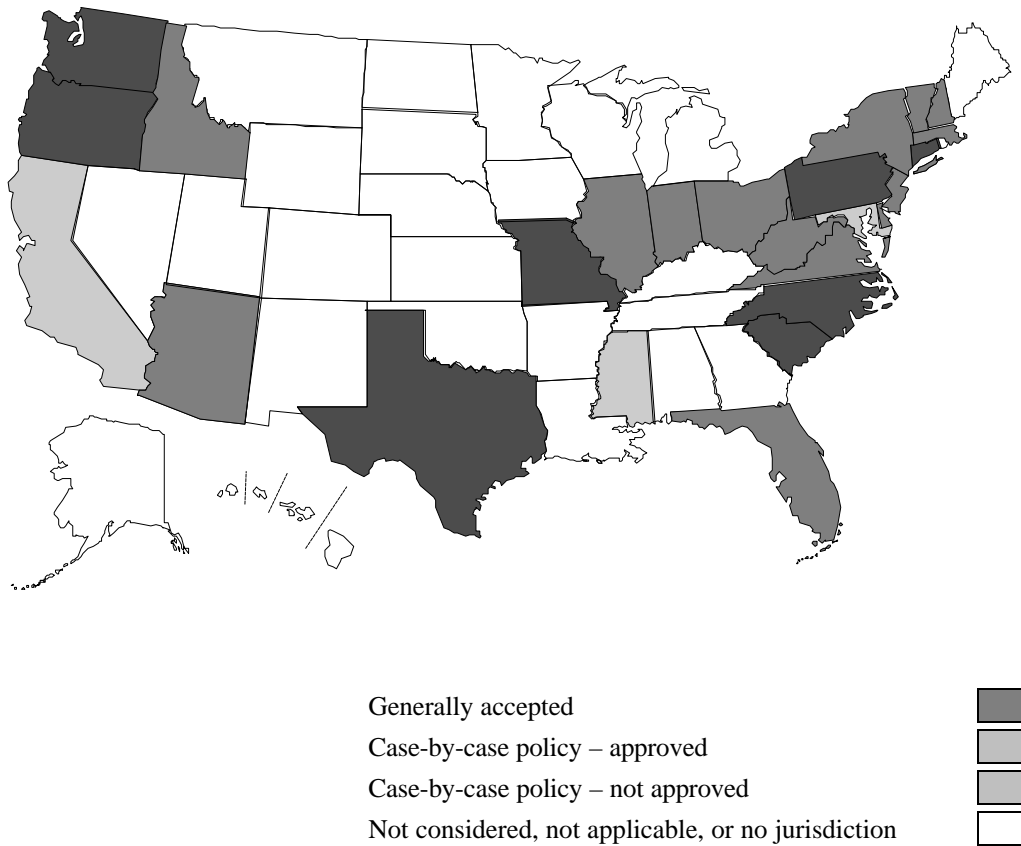 Generally accepted
Case-by-case policy – approved
Case-by-case policy – not approved
Not considered, not applicable, or no jurisdiction